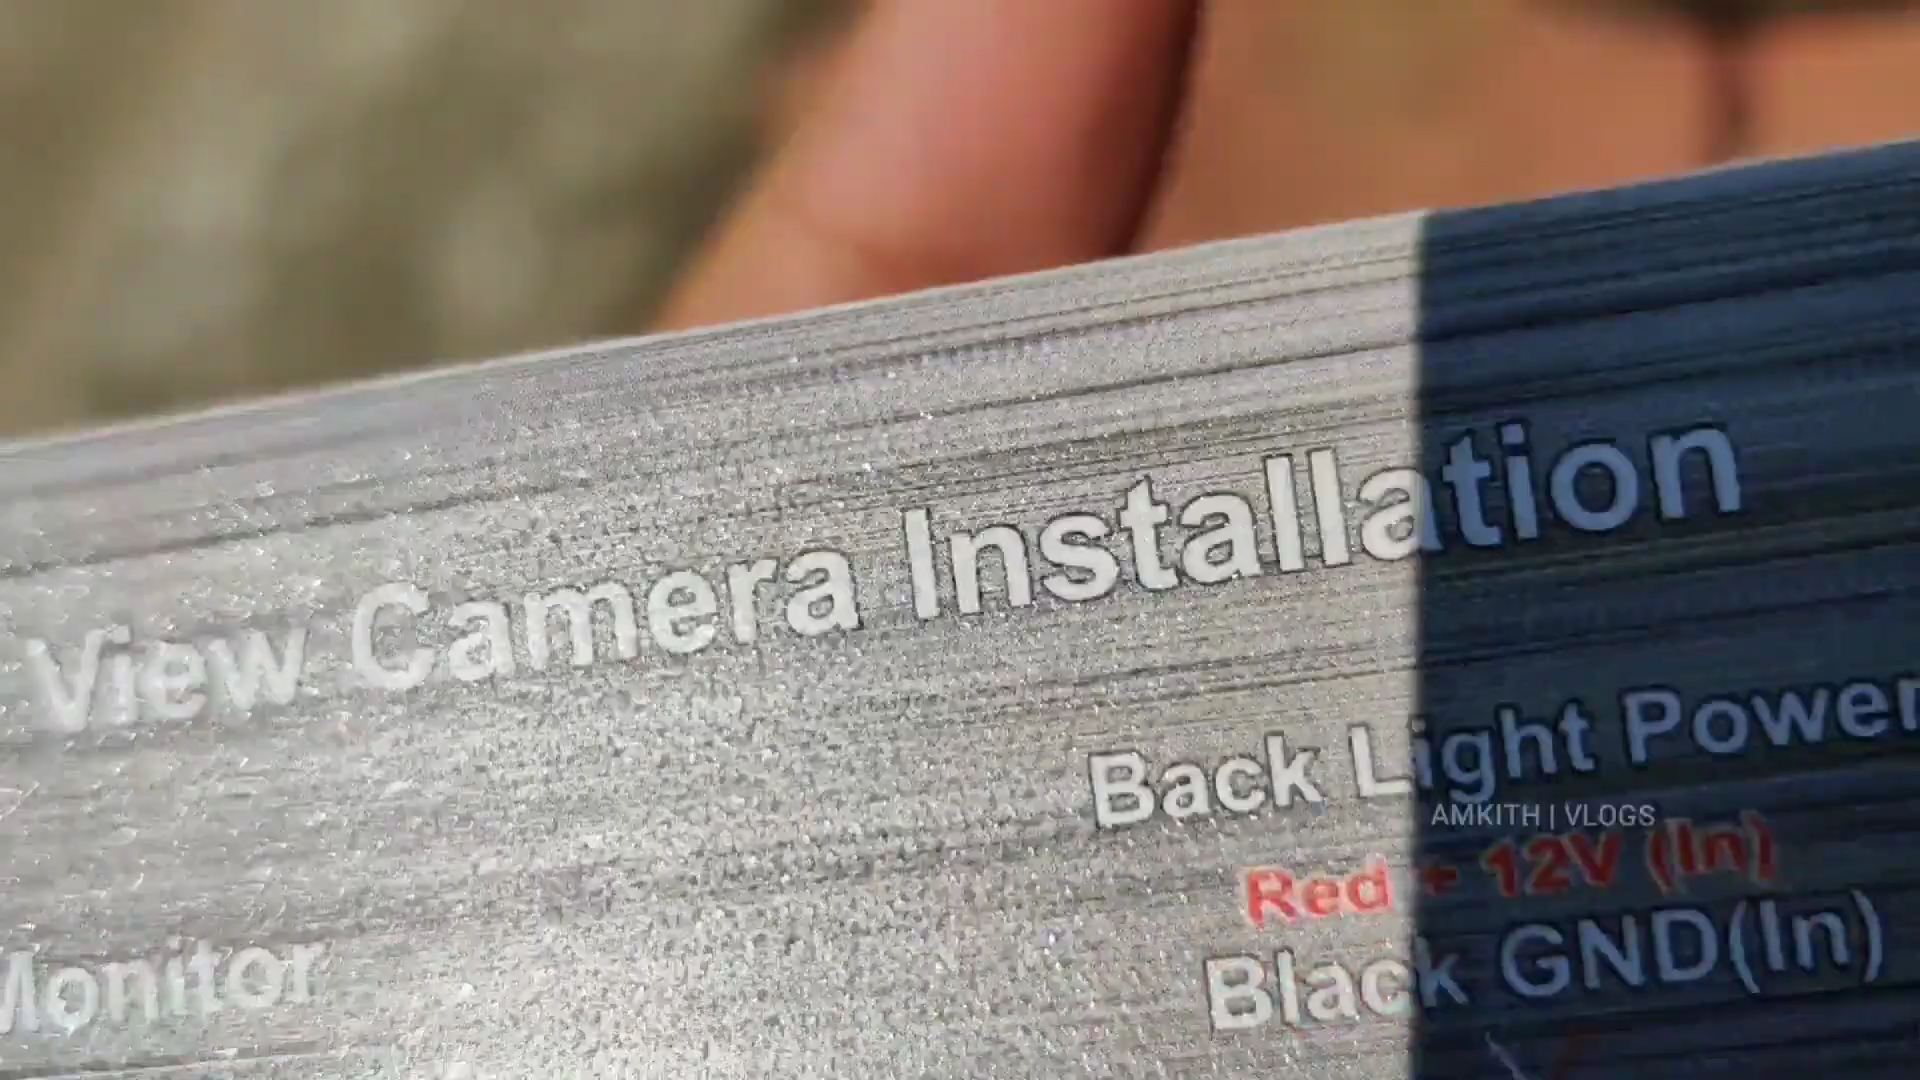 View Camera Installation
Back Light Power
AMKITH | VLOGS
Red + 12V (In)
Black GND(In)
Monitor